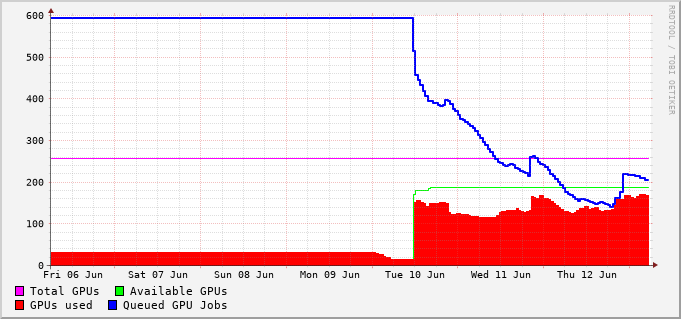 RRDTOOL / TOBI OETIKER
600
500
400
300
200
100
0
Fri 06 Jun Sat 07 Jun Sun 08 Jun Mon 09 Jun Tue 10 Jun Wed 11 Jun Thu 12 Jun
Total GPUs Available GPUs
GPUs used Queued GPU Jobs